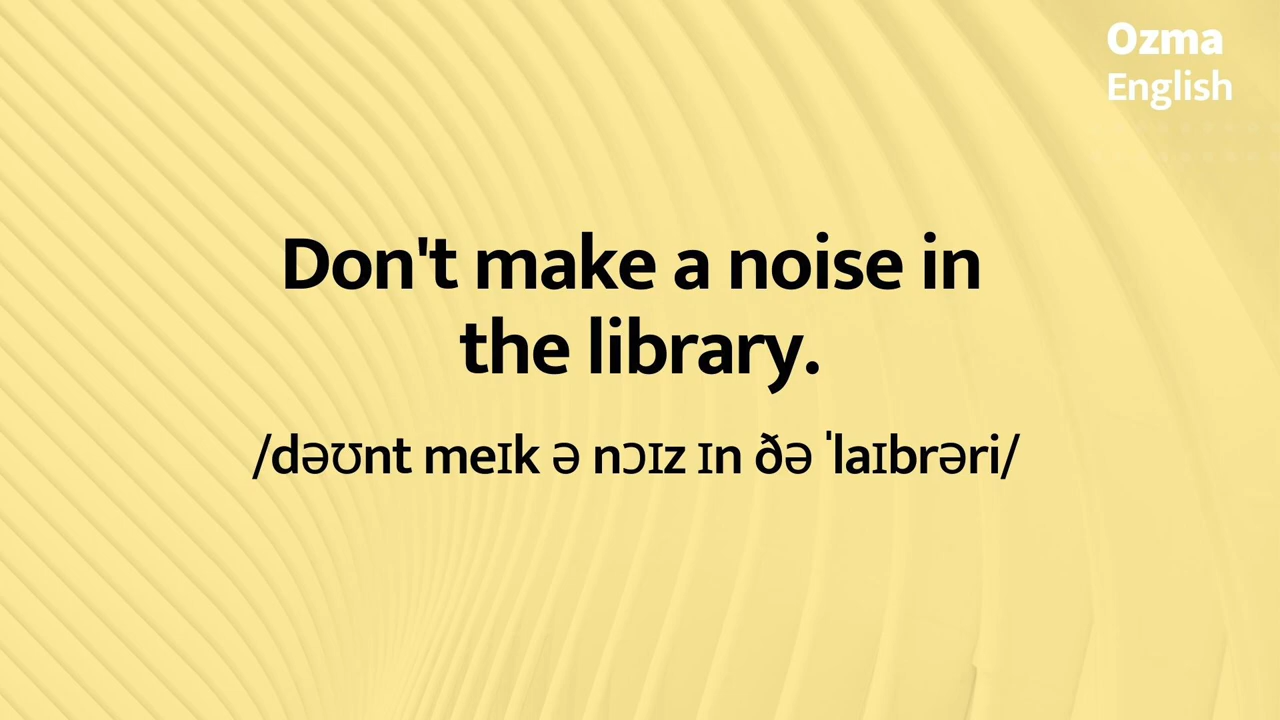 Ozma
English
Don't make a noise in
the library.
/dəʊnt meɪk ə nɔɪz ɪn ðə ˈlaɪbrəri/